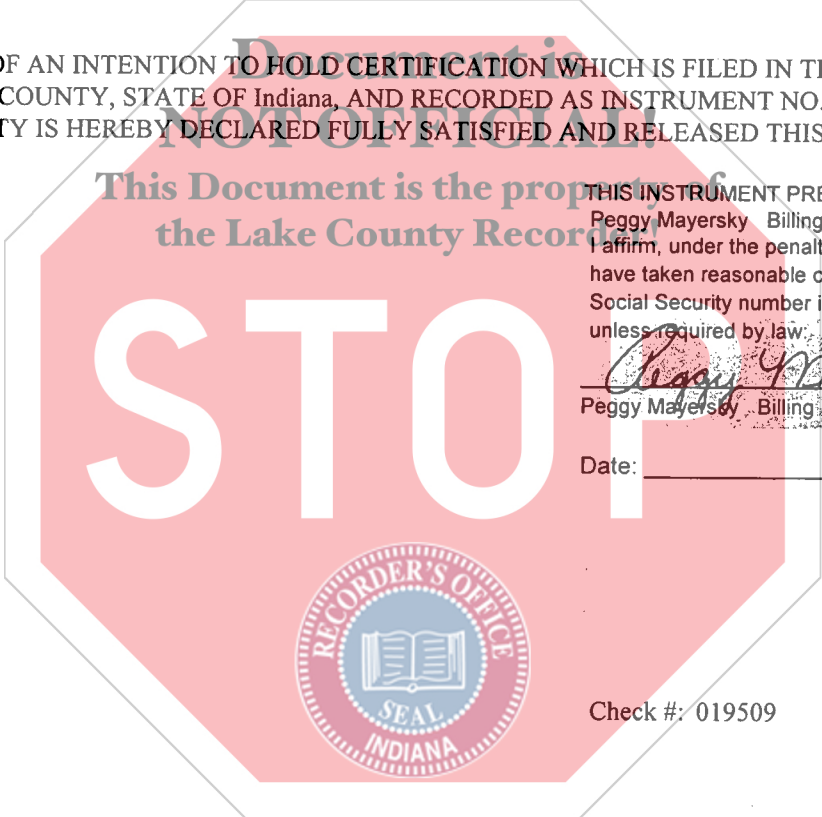 Document is
OF AN INTENTION TO HOLD CERTIFICATION WHICH IS FILED IN
COUNTY, STATE OF Indiana, AND RECORDED AS INSTRUMENT NO.
NOT OFFICIAL!
TY IS HEREBY DECLARED FULLY SATISFIED AND RELEASED THIS
This Document is the property of
the Lake County Recorder!
THIS INSTRUMENT PRE
Peggy Mayersky Billing
I affirm, under the penalt
have taken reasonable c
Social Security number i
unless required by law.
Peggy M
Peggy Mayersky Billing
Date:
STOP
RECORDER'S OFFICE
SEAL
INDIANA
Check #: 019509